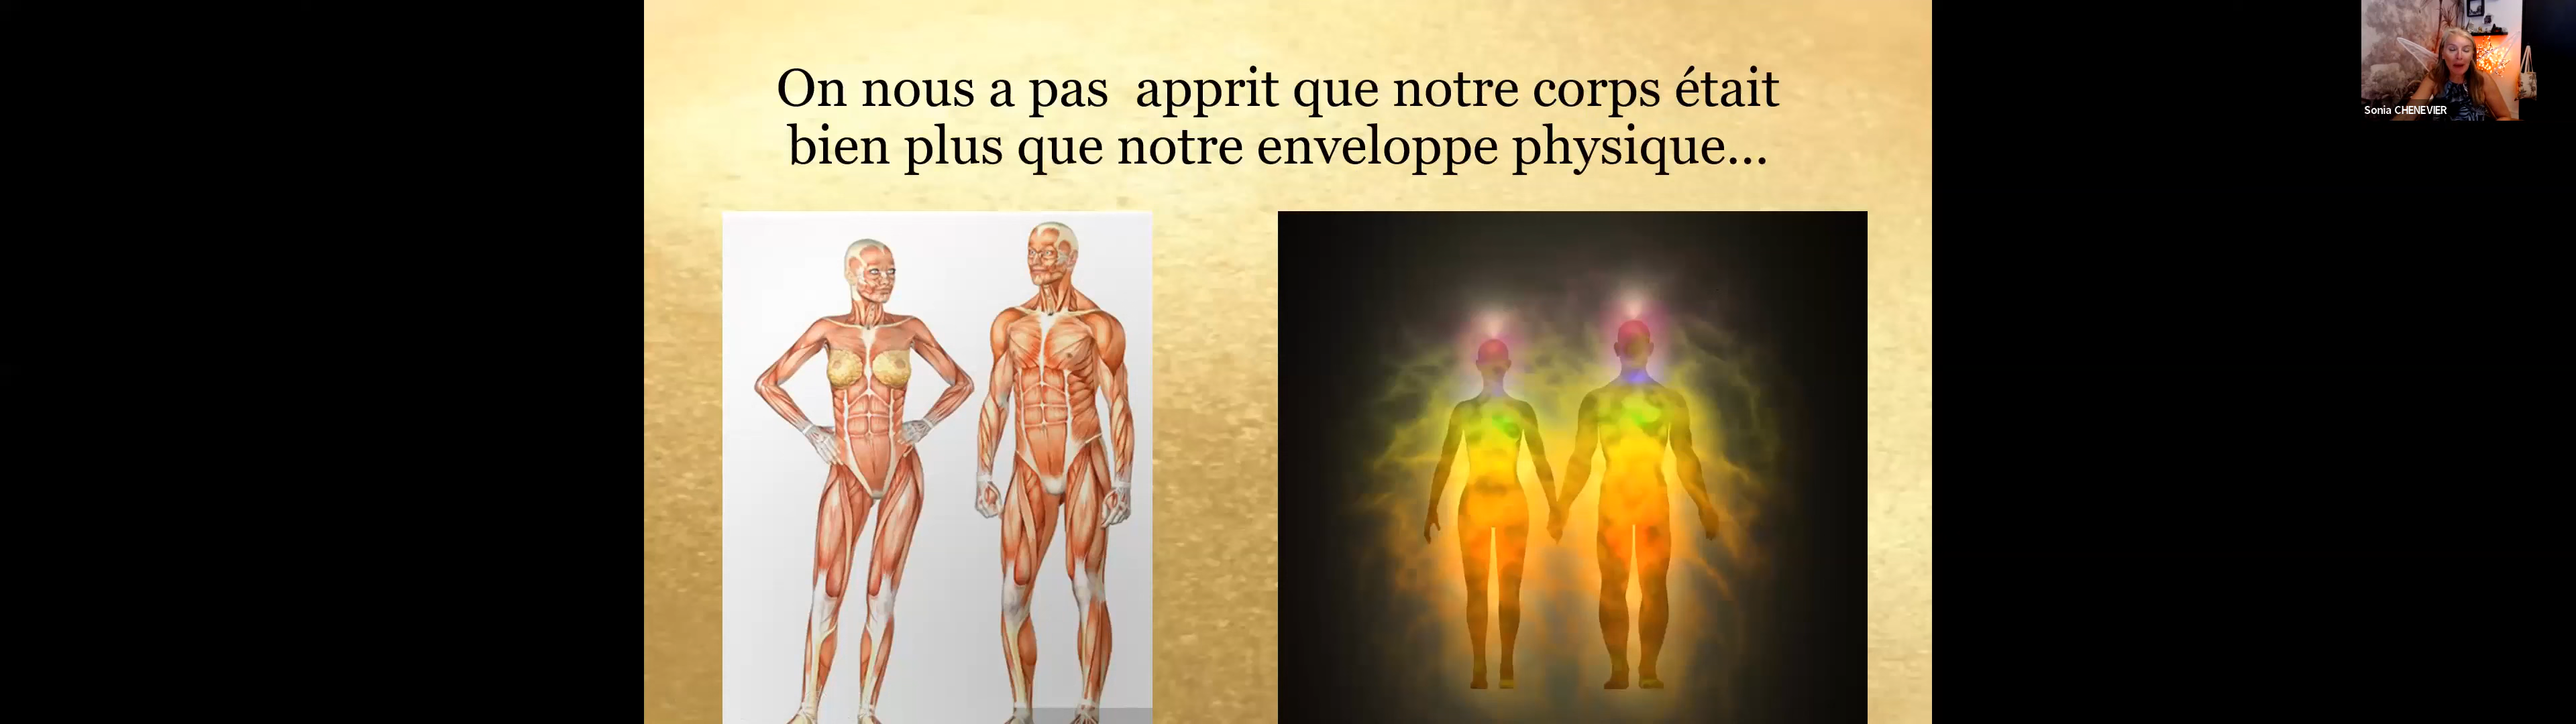 On nous a pas  apprit que notre corps était
bien plus que notre enveloppe physique...
Sonia CHENEVIER